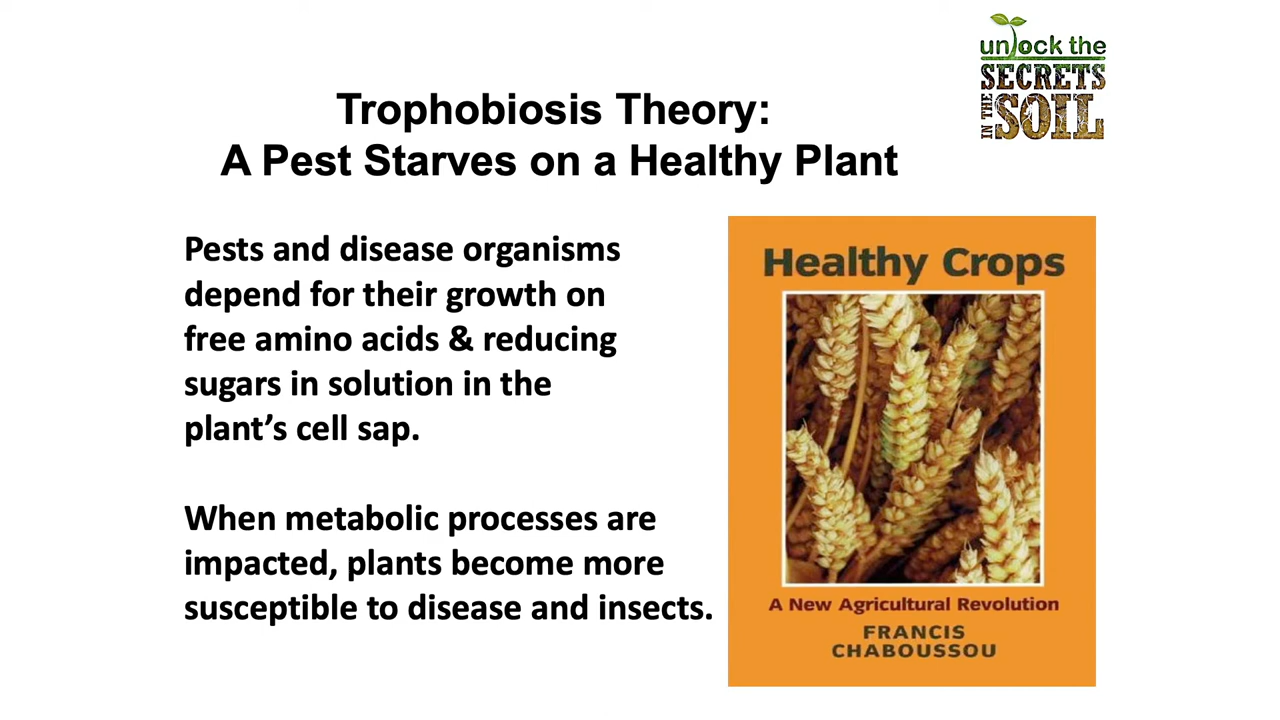 unlock the
SECRETS
IN THE
SOIL
Trophobiosis Theory:
A Pest Starves on a Healthy Plant
Pests and disease organisms
depend for their growth on
free amino acids & reducing
sugars in solution in the
plant’s cell sap.
When metabolic processes are
impacted, plants become more
susceptible to disease and insects.
Healthy Crops
A New Agricultural Revolution
FRANCIS
CHABOUSSOU